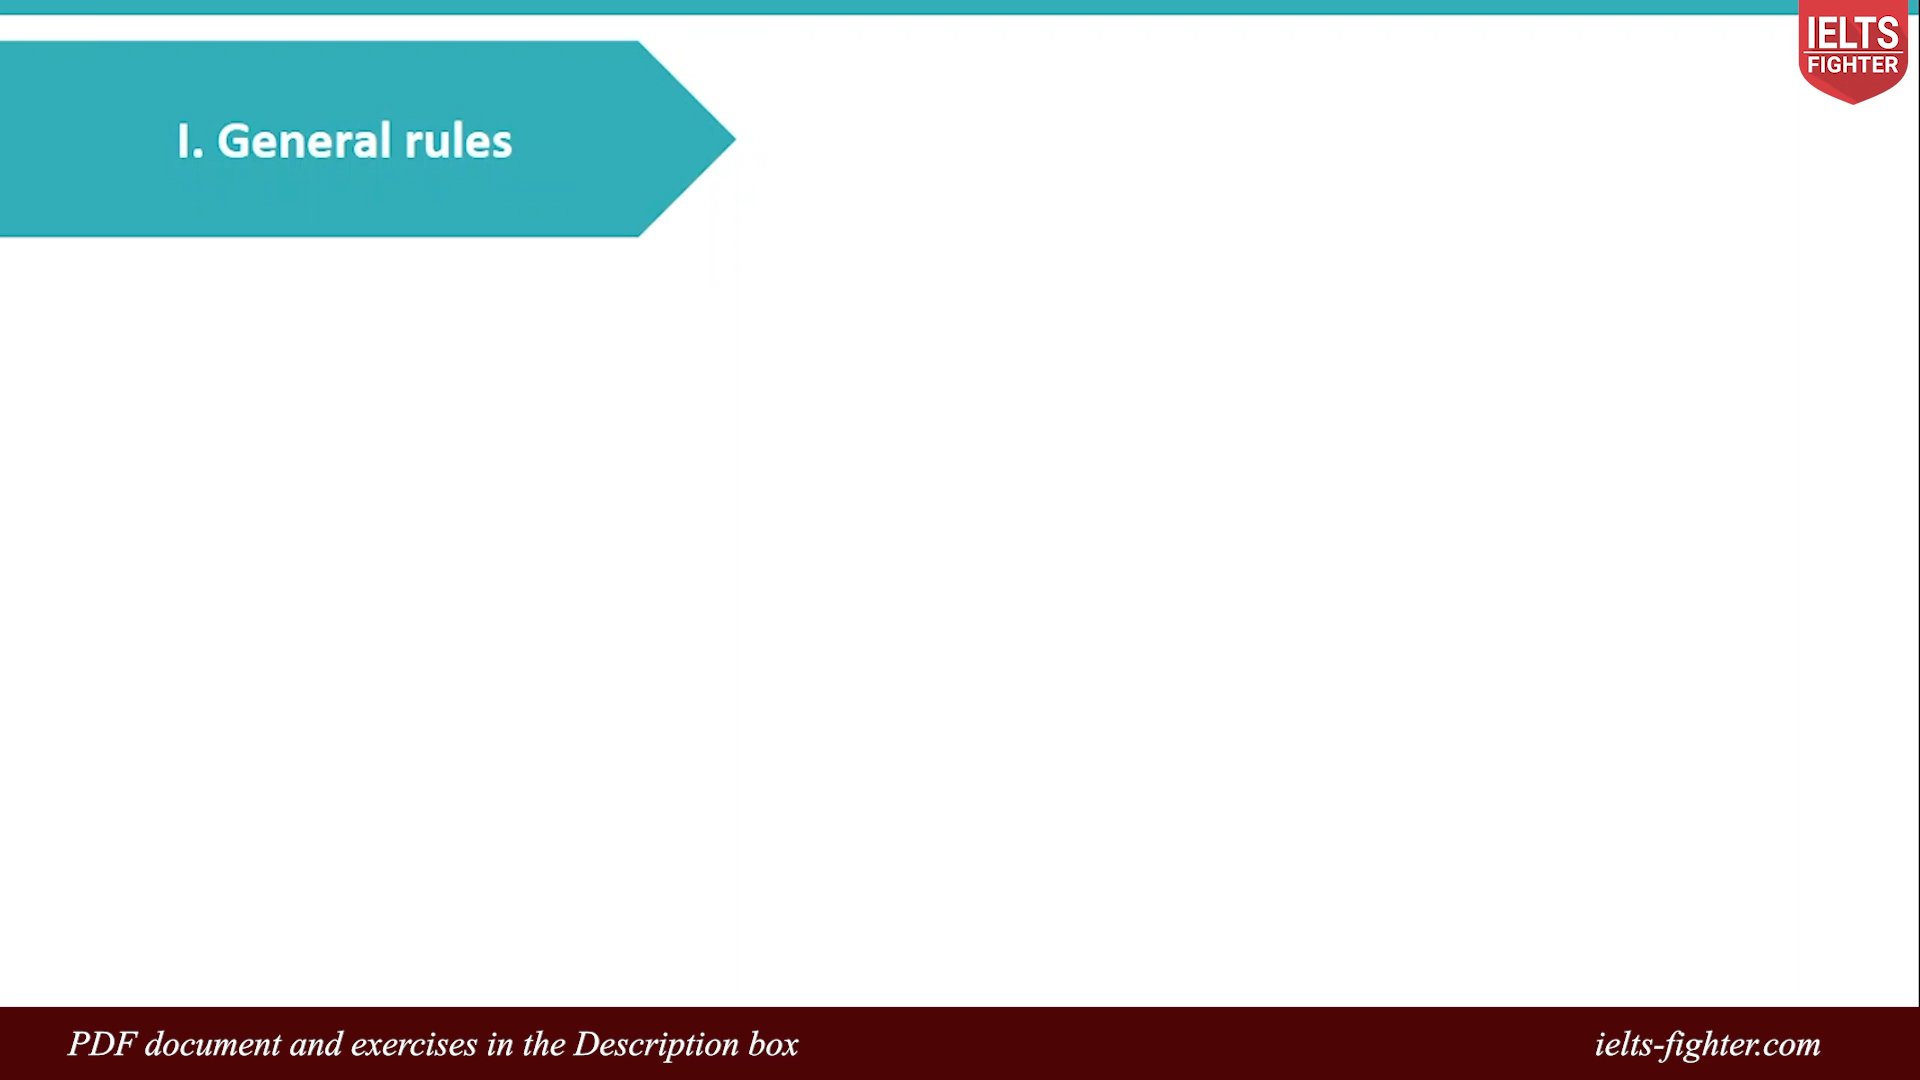 IELTS
FIGHTER
I. General rules
PDF document and exercises in the Description box
ielts-fighter.com